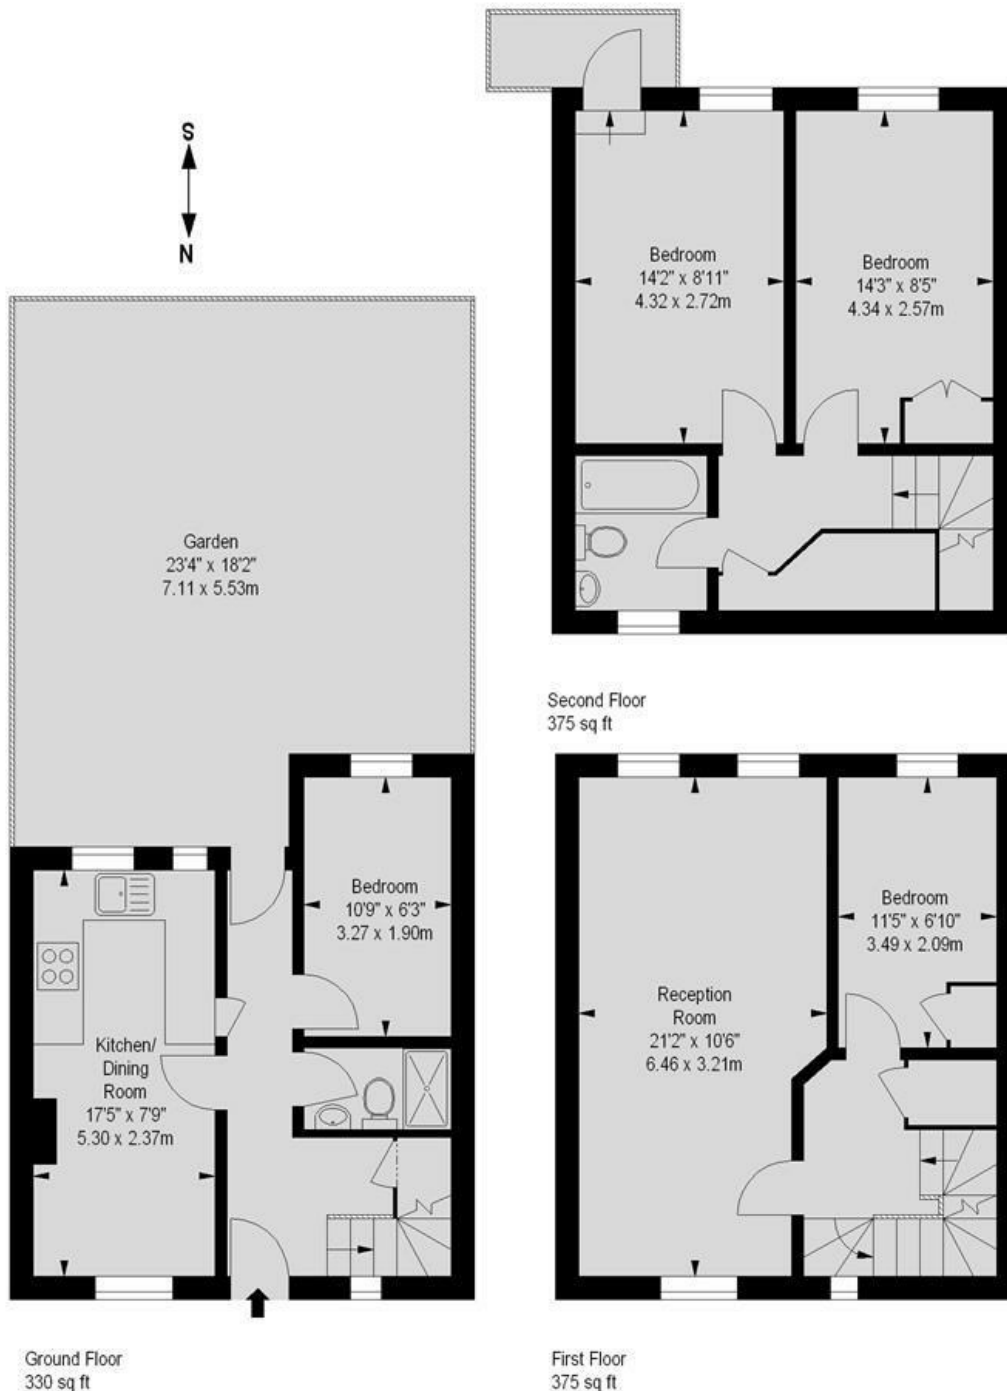 S
N
Bedroom
14'2" x 8'11"
4.32 x 2.72m
Bedroom
14'3" x 8'5"
4.34 x 2.57m
Second Floor
375 sq ft
Garden
23'4" x 18'2"
7.11 x 5.53m
Bedroom
10'9" x 6'3"
3.27 x 1.90m
Kitchen/
Dining
Room
17'5" x 7'9"
5.30 x 2.37m
Ground Floor
330 sq ft
Reception
Room
21'2" x 10'6"
6.46 x 3.21m
Bedroom
11'5" x 6'10"
3.49 x 2.09m
First Floor
375 sq ft